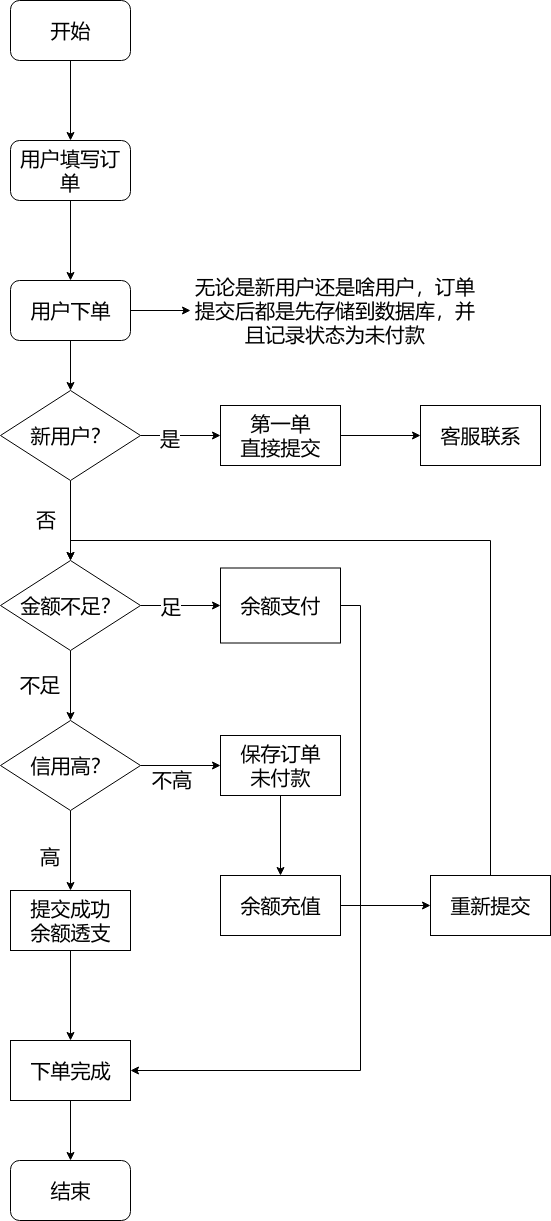 开始
用户填写订
单
用户下单
无论是新用户还是啥用户，订单
提交后都是先存储到数据库，并
且记录状态为未付款
新用户？
是
第一单
直接提交
客服联系
否
金额不足？
足
余额支付
不足
信用高？
不高
保存订单
未付款
高
余额充值
重新提交
提交成功
余额透支
下单完成
结束